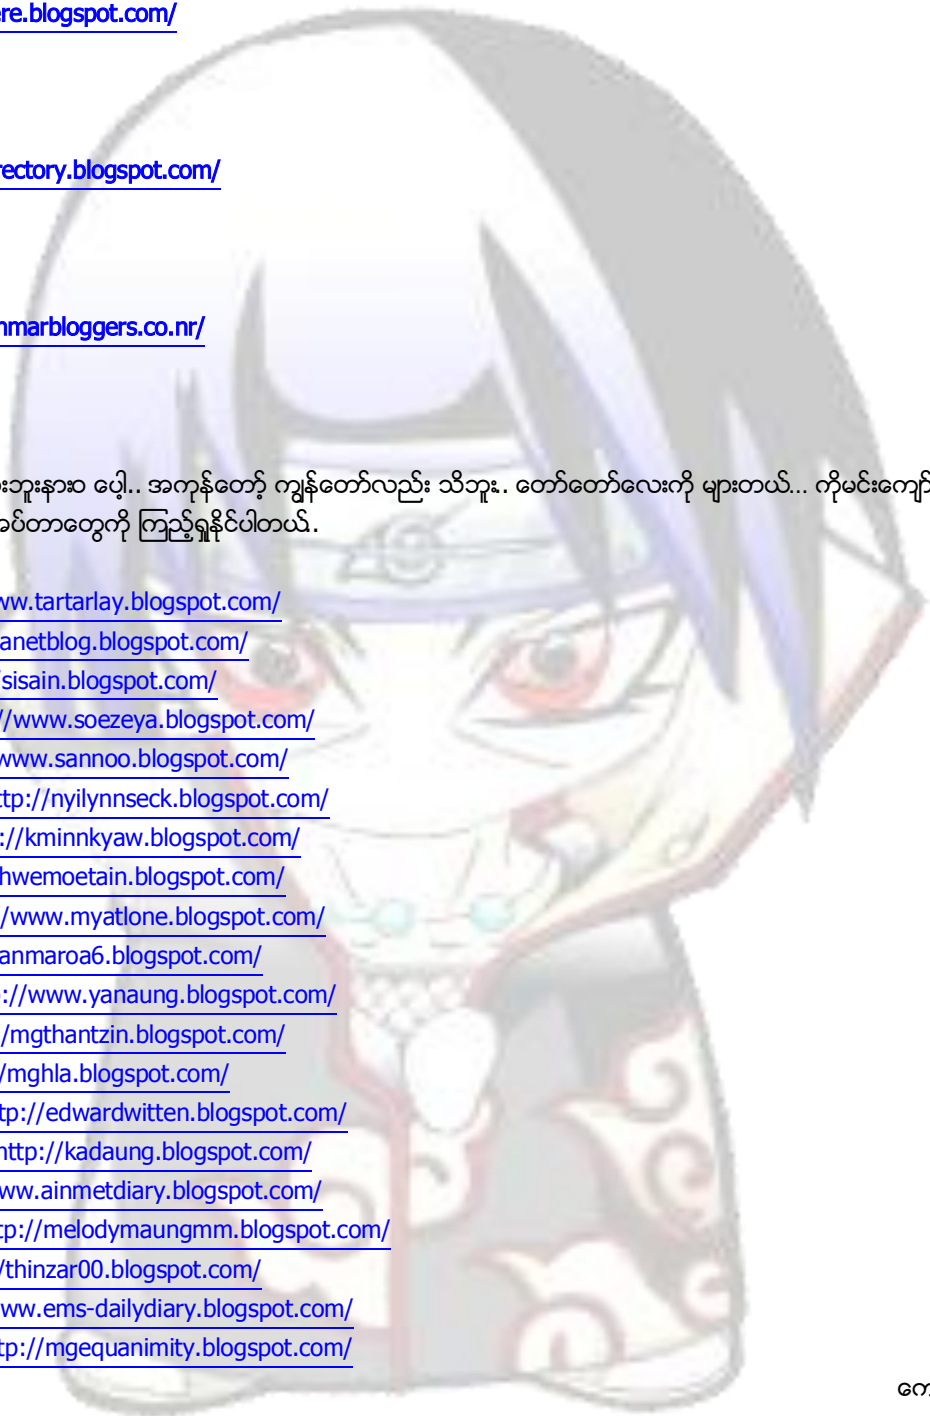 re.blogspot.com/
rectory.blogspot.com/
nmarbloggers.co.nr/
းဘူးနားဝ ပေ့ါ.. အကုန်တော့ ကျွန်တော်လည်း သိဘူး.. တော်တော်လေးကို များတယ်... ကိုမင်းကျော်
အပ်တာတွေကို ကြည့်ရှုနိုင်ပါတယ်.
ww.tartarlay.blogspot.com/
anetblog.blogspot.com/
/sisain.blogspot.com/
//www.soezeya.blogspot.com/
www.sannoo.blogspot.com/
ttp://nyilynnseck.blogspot.com/
://kminnkyaw.blogspot.com/
hwemoetain.blogspot.com/
//www.myatlone.blogspot.com/
anmaroa6.blogspot.com/
://www.yanaung.blogspot.com/
//mgthantzin.blogspot.com/
/mghla.blogspot.com/
tp://edwardwitten.blogspot.com/
http://kadaung.blogspot.com/
ww.ainmetdiary.blogspot.com/
tp://melodymaungmm.blogspot.com/
/thinzar00.blogspot.com/
ww.ems-dailydiary.blogspot.com/
tp://mgequanimity.blogspot.com/
ကေ